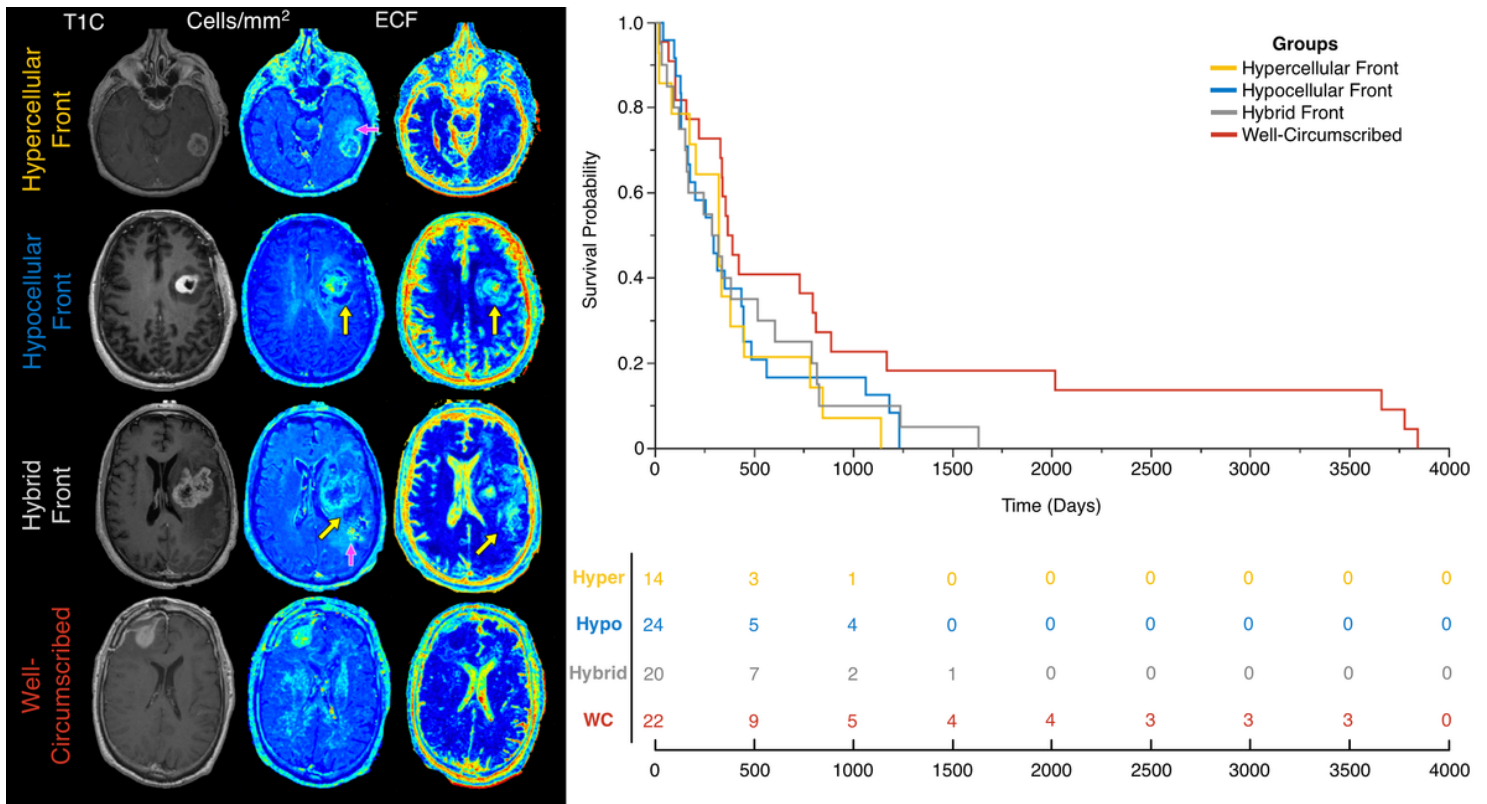 T1C Cells/mm² ECF
Hypercellular
Front
Hypocellular
Front
Hybrid
Front
Well-
Circumscribed
Survival Probability
1.0
0.8
0.6
0.4
0.2
0
0 500 1000 1500 2000 2500 3000 3500 4000
Time (Days)
Groups
Hypercellular Front
Hypocellular Front
Hybrid Front
Well-Circumscribed
Hyper 14 3 1 0 0 0 0 0 0
Hypo 24 5 4 0 0 0 0 0 0
Hybrid 20 7 2 1 0 0 0 0 0
WC 22 9 5 4 4 3 3 3 0
0 500 1000 1500 2000 2500 3000 3500 4000